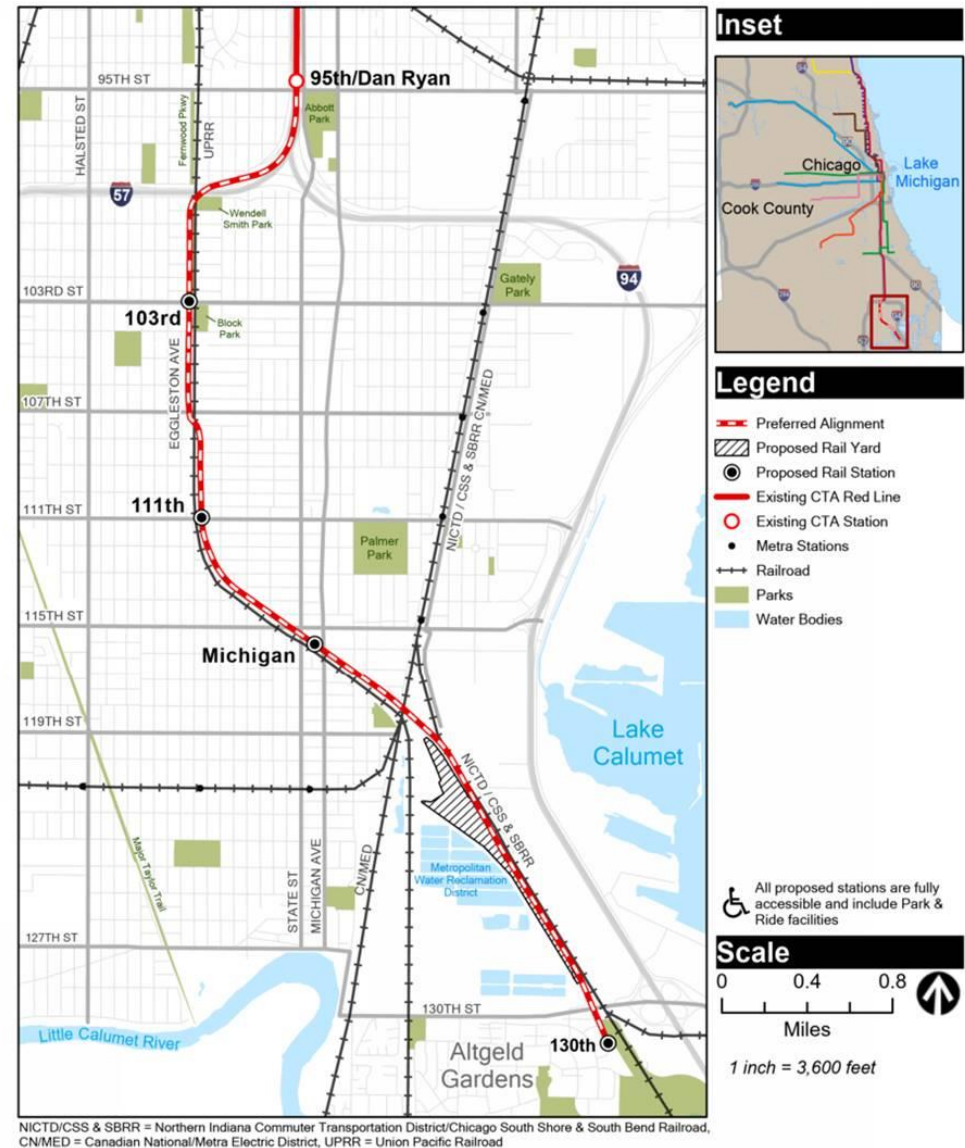 95TH ST
95th/Dan Ryan
Abbott
Park
HALSTED ST
Fernwood Pkwy
UPRR
57
Wendell
Smith Park
94
Gately
Park
103RD ST
103rd
Block
Park
EGGLESTON AVE
107TH ST
NICTD / CSS & SBRR CN/MED
111th
111TH ST
Palmer
Park
115TH ST
Michigan
119TH ST
Lake
Calumet
NICTD / CSS & SBRR
Major Taylor Trail
STATE ST
MICHIGAN AVE
CN/MED
Metropolitan
Water Reclamation
District
127TH ST
130TH ST
Little Calumet River
Altgeld
Gardens
130th
NICTD/CSS & SBRR = Northern Indiana Commuter Transportation District/Chicago South Shore & South Bend Railroad,
CN/MED = Canadian National/Metra Electric District, UPRR = Union Pacific Railroad
Inset
Chicago
Lake
Michigan
Cook County
Legend
Preferred Alignment
Proposed Rail Yard
Proposed Rail Station
Existing CTA Red Line
Existing CTA Station
Metra Stations
Railroad
Parks
Water Bodies
All proposed stations are fully
accessible and include Park &
Ride facilities
Scale
0 0.4 0.8
Miles
1 inch = 3,600 feet